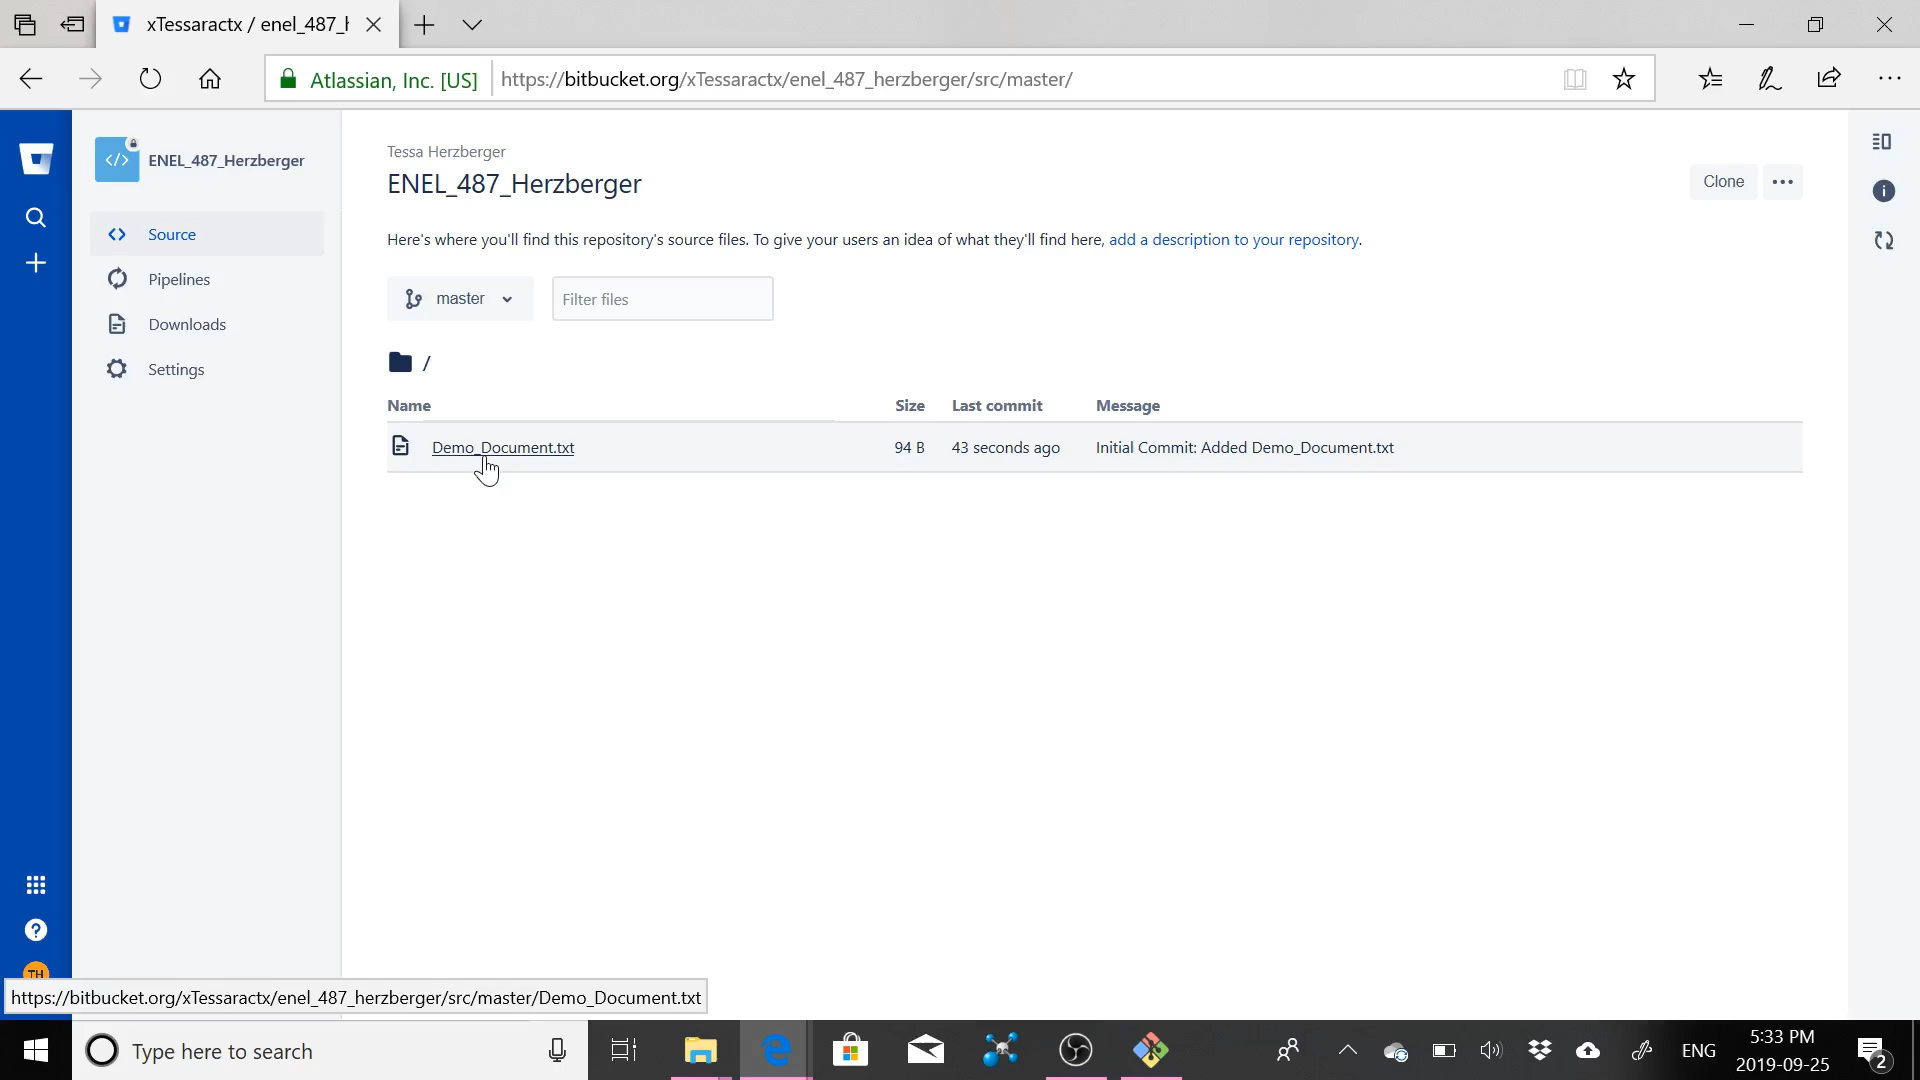 xTessaractx / enel_487_h
Atlassian, Inc. [US]
https://bitbucket.org/xTessaractx/enel_487_herzberger/src/master/
ENEL_487_Herzberger
Source
Pipelines
Downloads
Settings
Tessa Herzberger
ENEL_487_Herzberger
Clone
Here's where you'll find this repository's source files. To give your users an idea of what they'll find here, add a description to your repository.
master
Filter files
/
Name Size Last commit Message
Demo_Document.txt 94 B 43 seconds ago Initial Commit: Added Demo_Document.txt
TH
https://bitbucket.org/xTessaractx/enel_487_herzberger/src/master/Demo_Document.txt
Type here to search
ENG
5:33 PM
2019-09-25
2